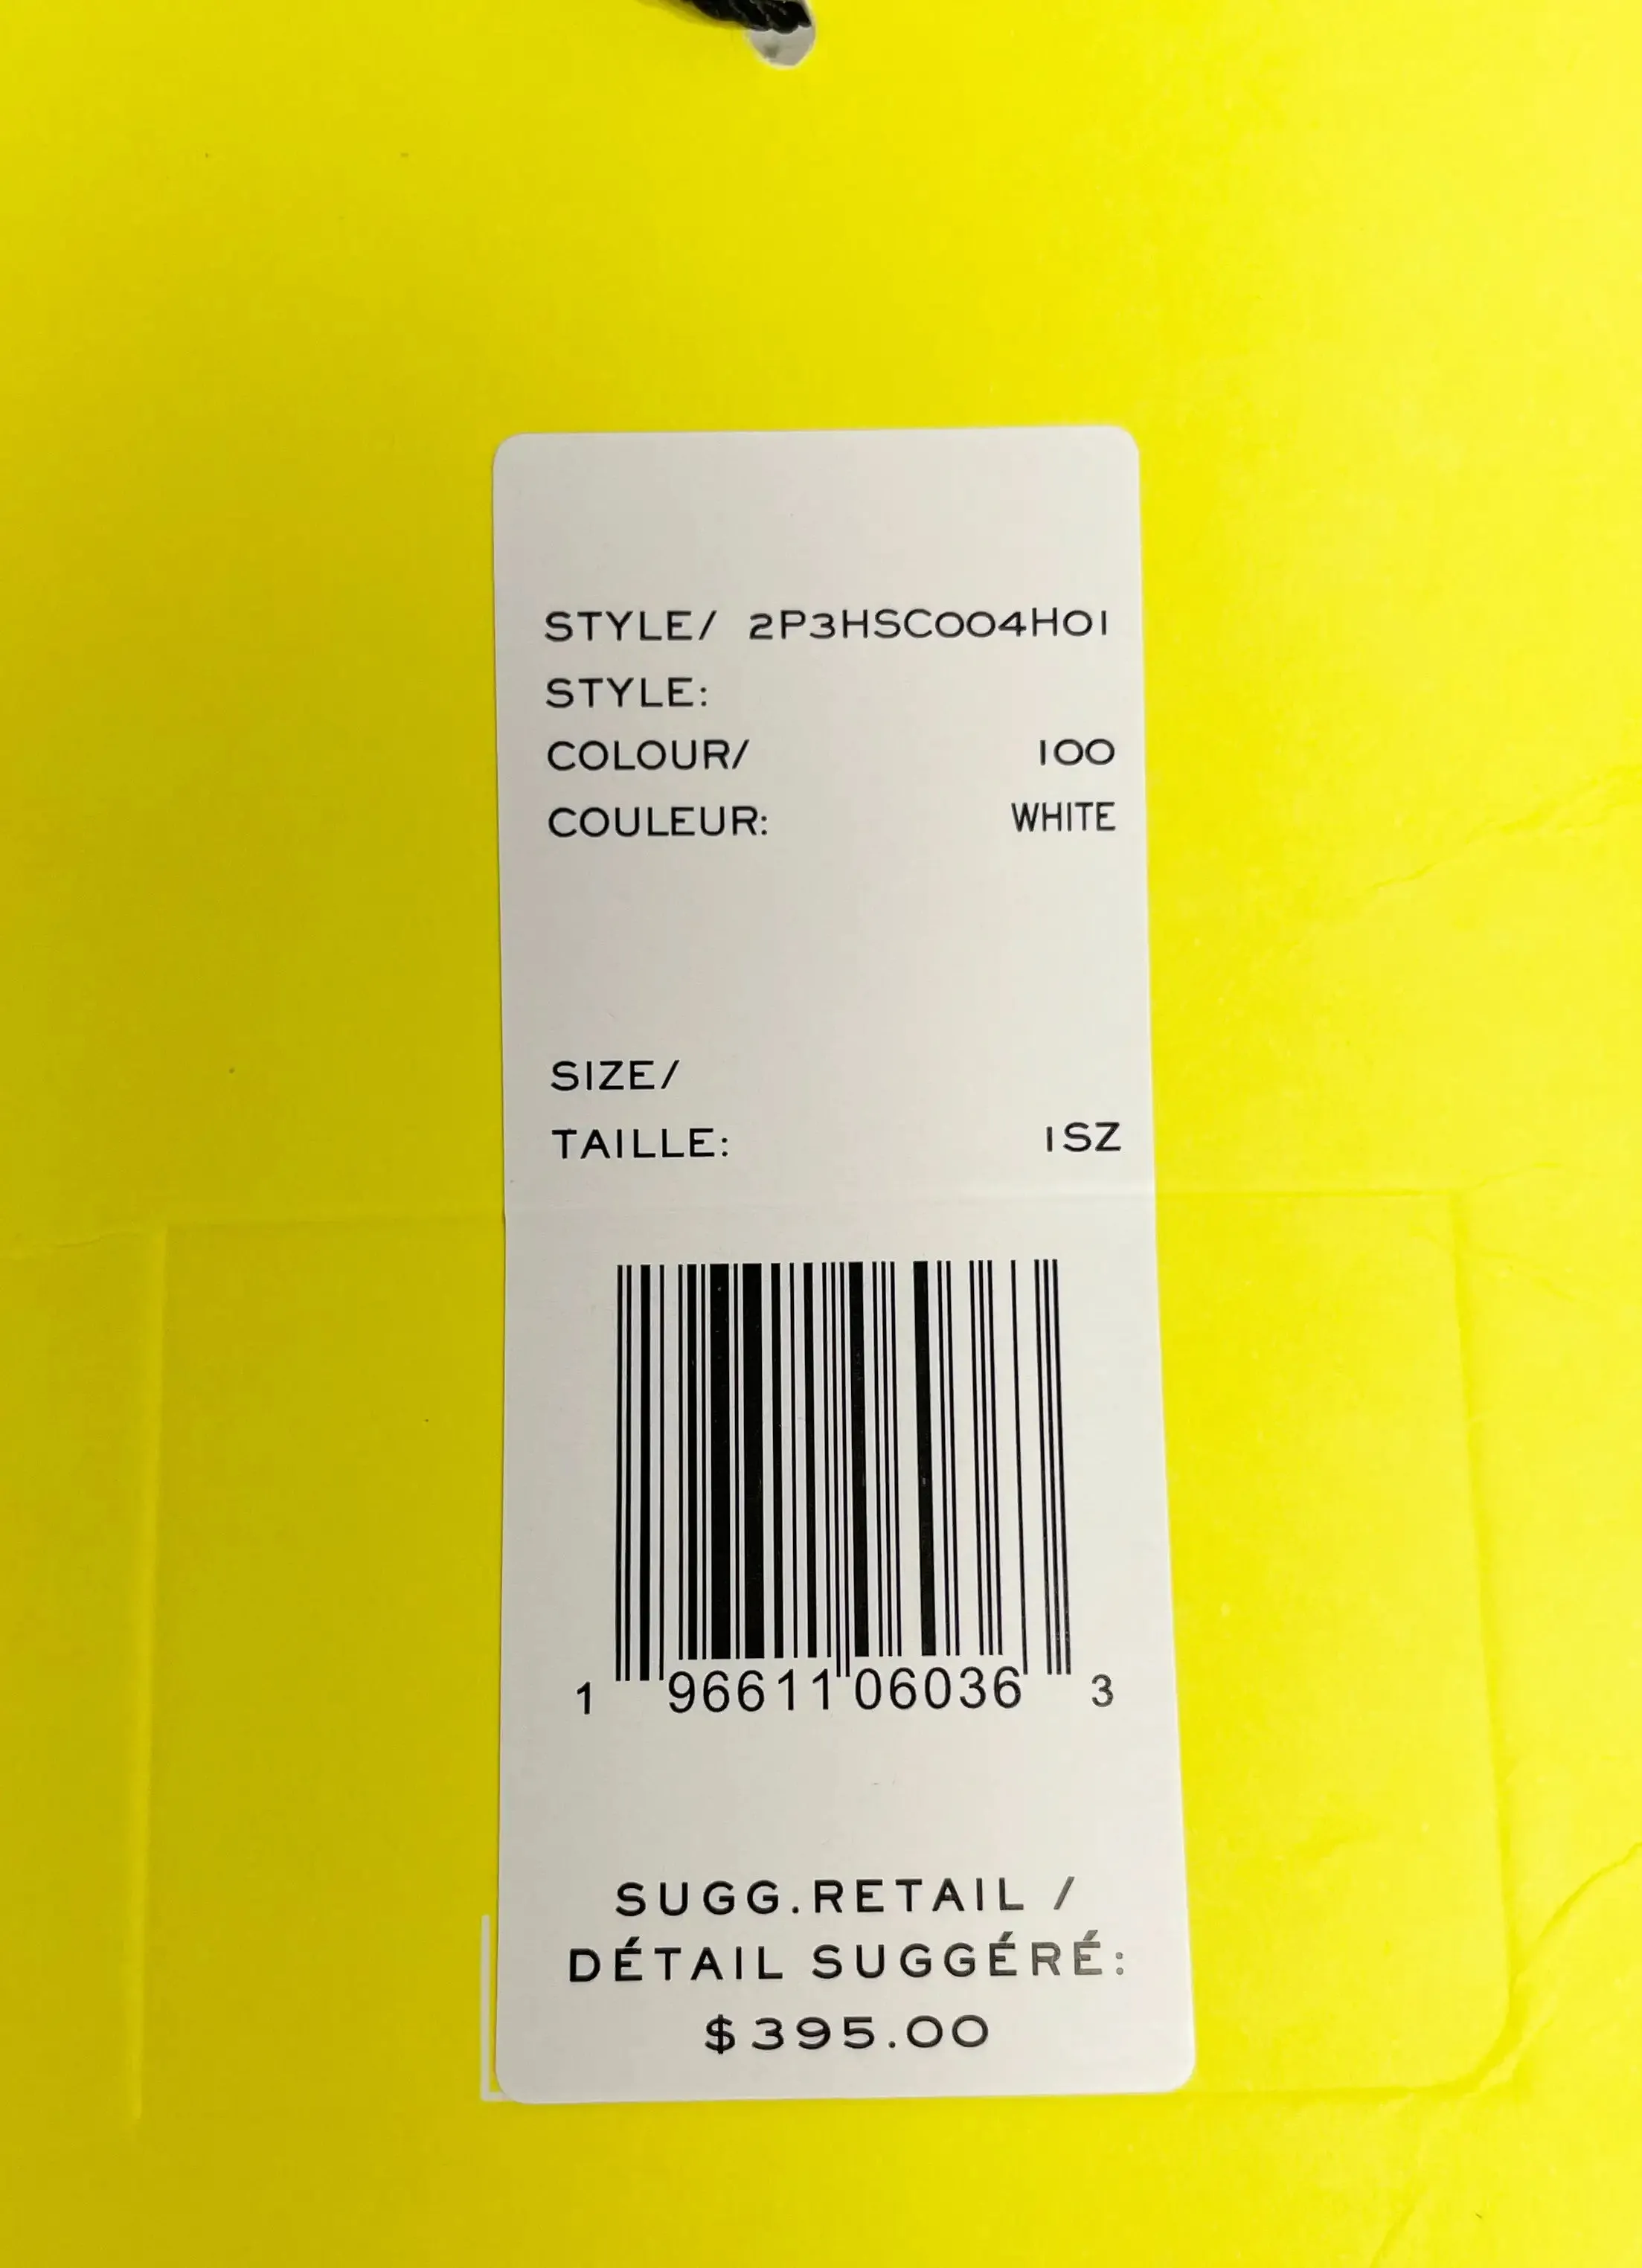 STYLE/ 2P3HSC004H01
STYLE:
COLOUR/ 100
COULEUR: WHITE
SIZE/
TAILLE: 1SZ
1 96611 06036 3
SUGG.RETAIL /
DÉTAIL SUGGÉRÉ:
$395.00